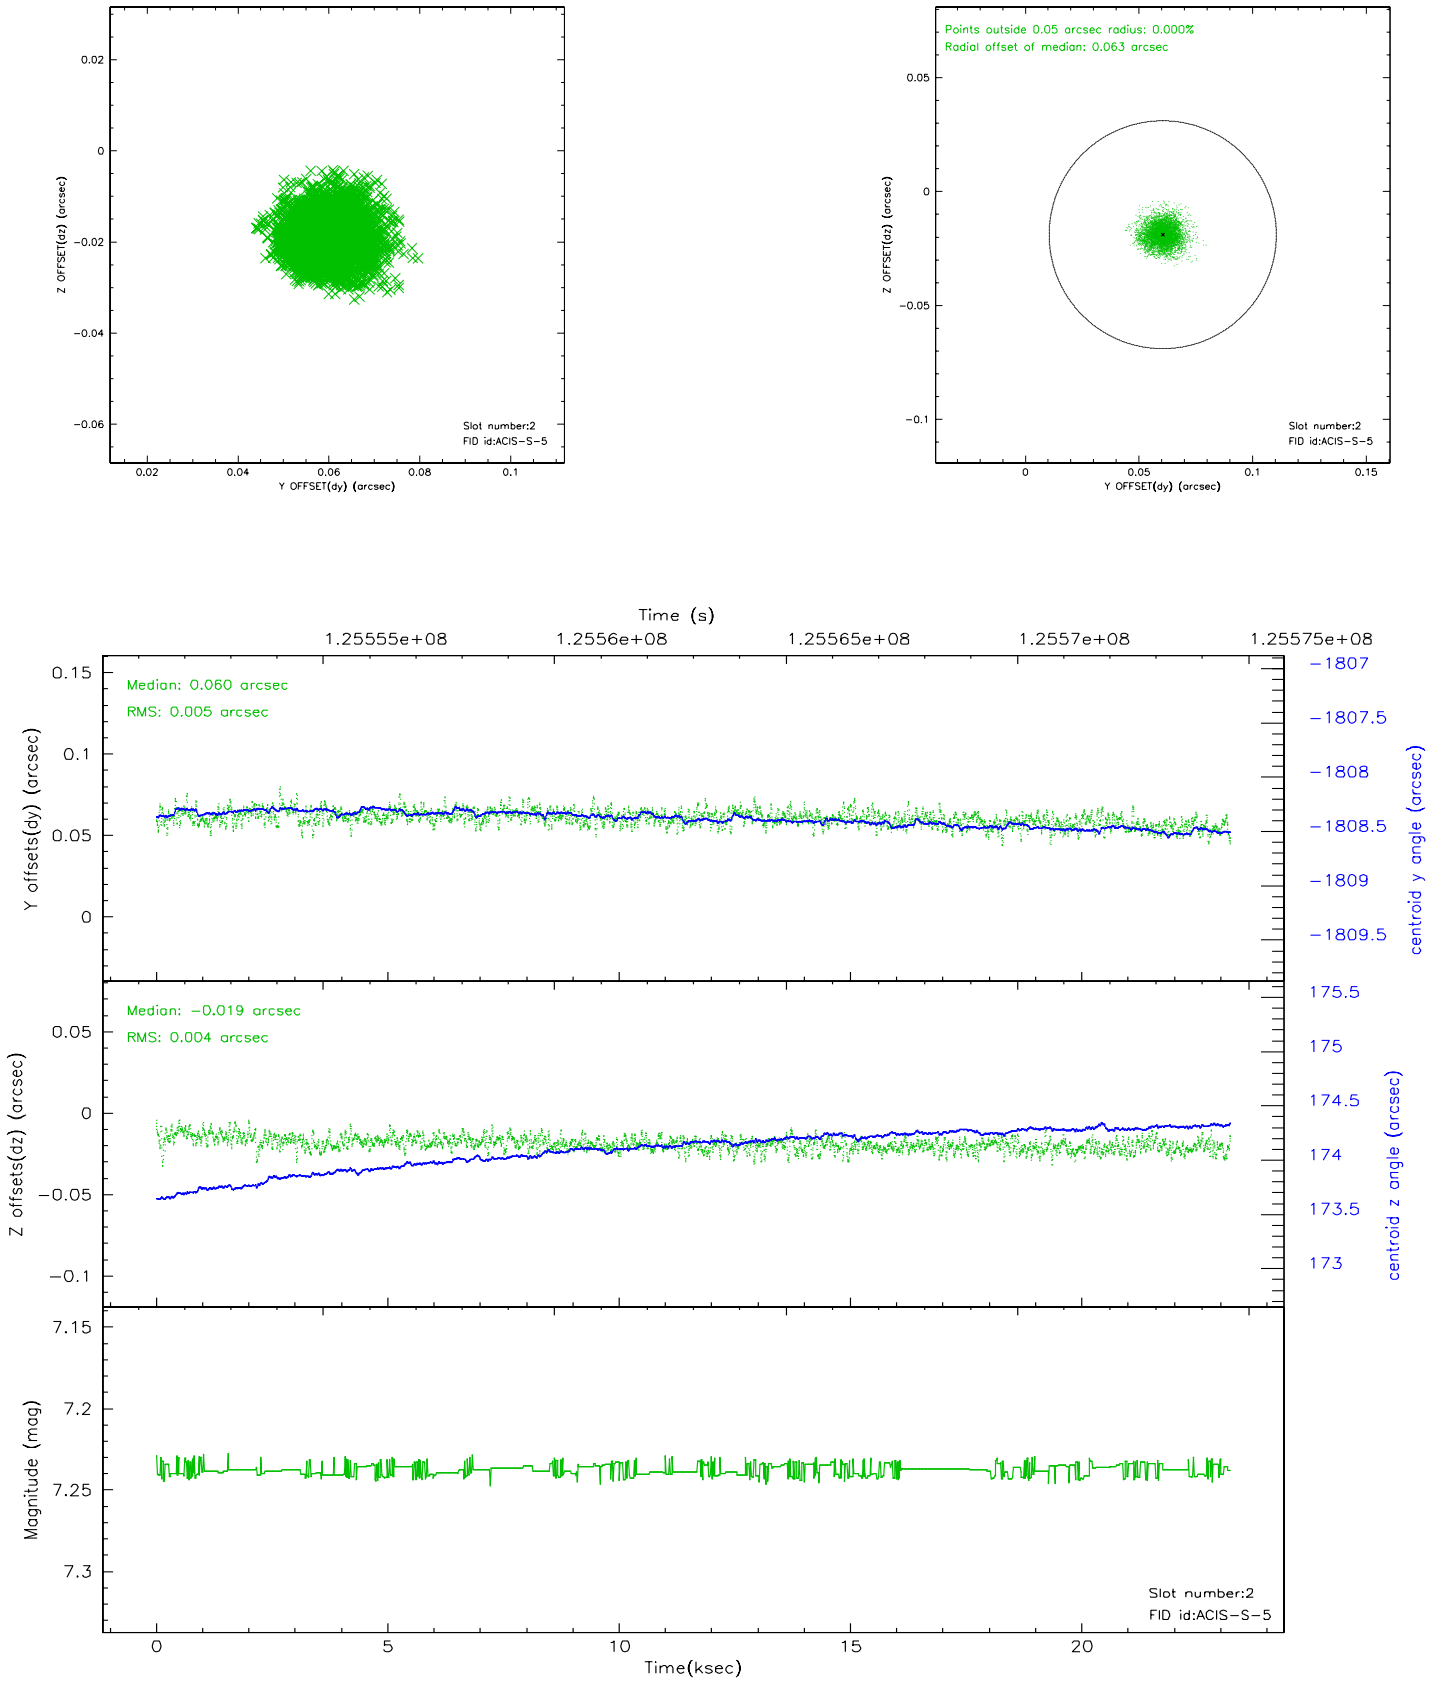 0.02
0
−0.02
−0.04
−0.06
Z OFFSET(dz) (arcsec)
Slot number:2
FID id:ACIS−S−5
0.02 0.04 0.06 0.08 0.1
Y OFFSET(dy) (arcsec)
Points outside 0.05 arcsec radius: 0.000%
Radial offset of median: 0.063 arcsec
0.05
0
−0.05
−0.1
Z OFFSET(dz) (arcsec)
Slot number:2
FID id:ACIS−S−5
0 0.05 0.1 0.15
Y OFFSET(dy) (arcsec)
Time (s)
1.25555e+08 1.2556e+08 1.25565e+08 1.2557e+08 1.25575e+08
Median: 0.060 arcsec
RMS: 0.005 arcsec
0.15
0.1
0.05
0
Y offsets(dy) (arcsec)
−1807
−1807.5
−1808
−1808.5
−1809
−1809.5
centroid y angle (arcsec)
Median: −0.019 arcsec
RMS: 0.004 arcsec
0.05
0
−0.05
−0.1
Z offsets(dz) (arcsec)
175.5
175
174.5
174
173.5
173
centroid z angle (arcsec)
7.15
7.2
7.25
7.3
Magnitude (mag)
Slot number:2
FID id:ACIS−S−5
0 5 10 15 20
Time(ksec)